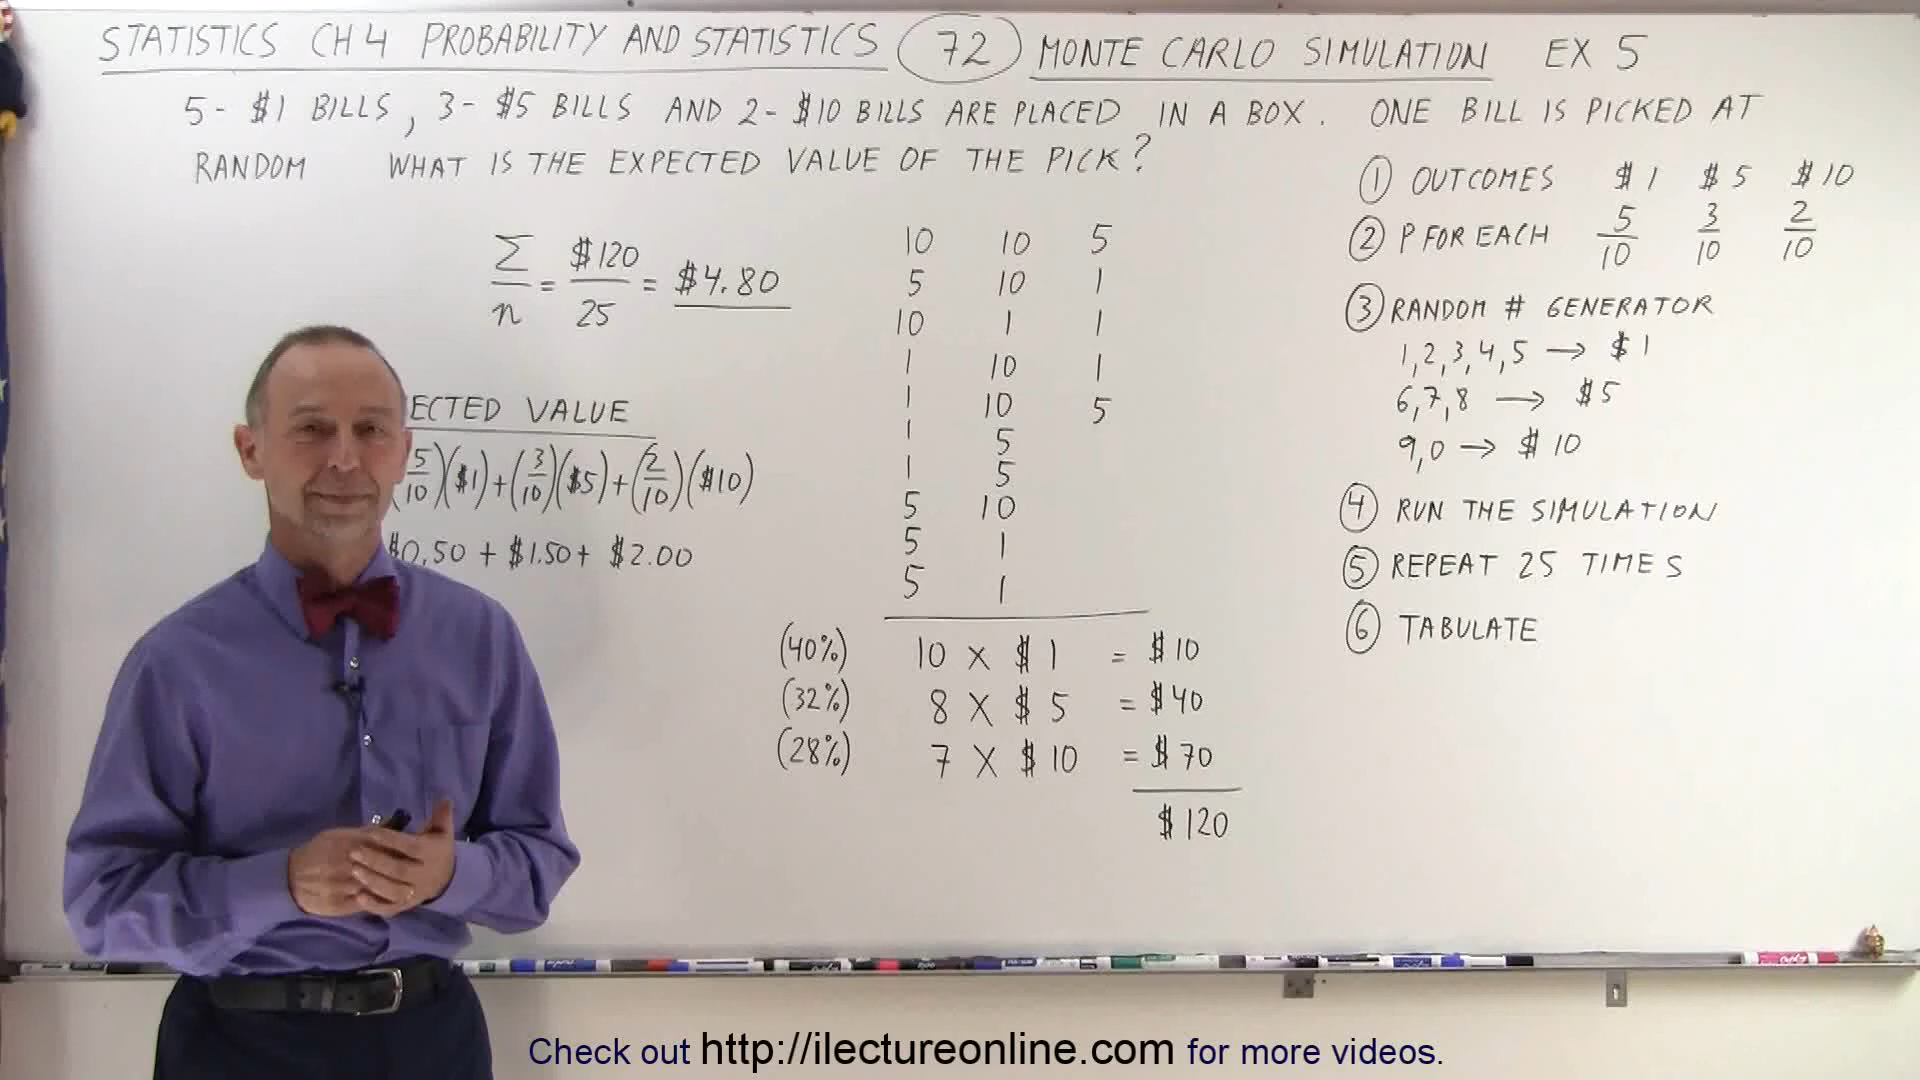 STATISTICS CH 4 PROBABILITY AND STATISTICS 72 MONTE CARLO SIMULATION EX 5
5 - $1 BILLS, 3 - $5 BILLS AND 2 - $10 BILLS ARE PLACED IN A BOX. ONE BILL IS PICKED AT
RANDOM WHAT IS THE EXPECTED VALUE OF THE PICK?
Σ/n = $120/25 = $4.80
ECTED VALUE
(5/10)($1) + (3/10)($5) + (2/10)($10)
$0.50 + $1.50 + $2.00
10 10 5
5 10 1
10 1 1
1 10 1
1 10 5
1 5
1 5
5 10
5 1
5 1
(40%) 10 X $1 = $10
(32%) 8 X $5 = $40
(28%) 7 X $10 = $70
$120
① OUTCOMES $1 $5 $10
② P FOR EACH 5/10 3/10 2/10
③ RANDOM # GENERATOR
1,2,3,4,5 → $1
6,7,8 → $5
9,0 → $10
④ RUN THE SIMULATION
⑤ REPEAT 25 TIMES
⑥ TABULATE
Check out http://ilectureonline.com for more videos.